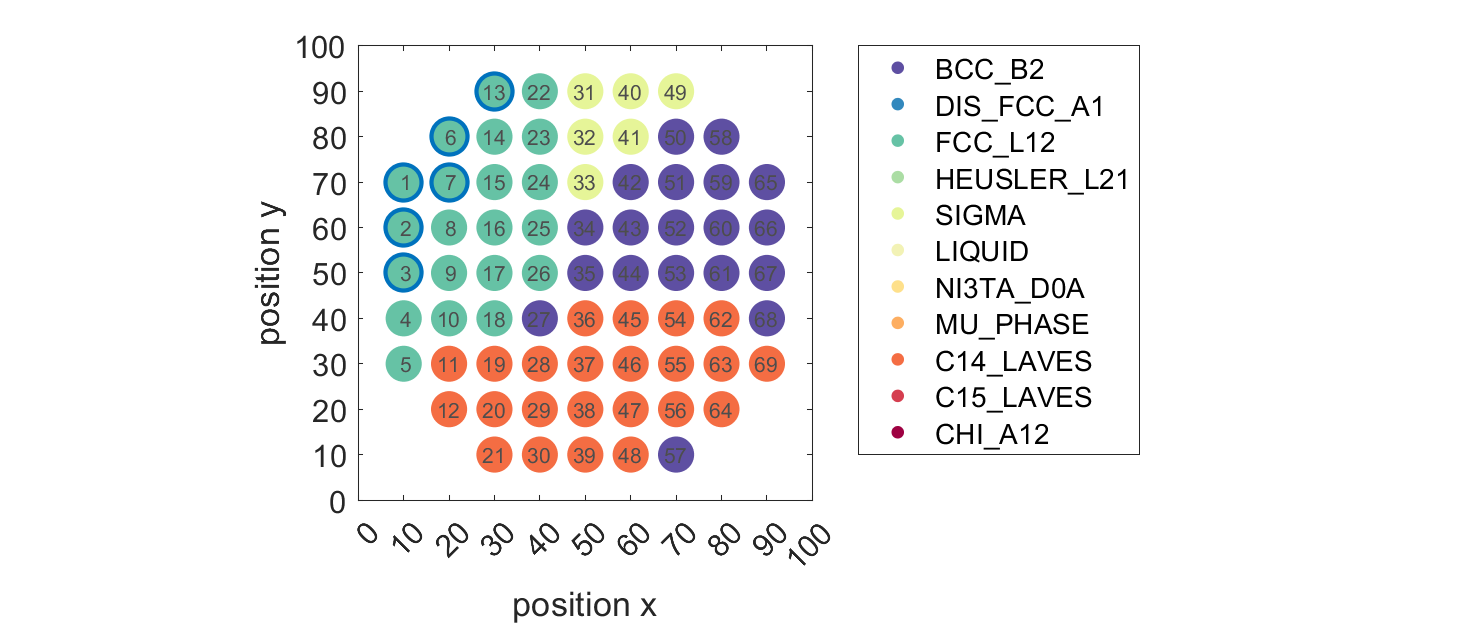 100
90
80
70
60
50
40
30
20
10
0
position y
13 22 31 40 49
6 14 23 32 41 50 58
1 7 15 24 33 42 51 59 65
2 8 16 25 34 43 52 60 66
3 9 17 26 35 44 53 61 67
4 10 18 27 36 45 54 62 68
5 11 19 28 37 46 55 63 69
12 20 29 38 47 56 64
21 30 39 48 57
0 10 20 30 40 50 60 70 80 90 100
position x
BCC_B2
DIS_FCC_A1
FCC_L12
HEUSLER_L21
SIGMA
LIQUID
NI3TA_D0A
MU_PHASE
C14_LAVES
C15_LAVES
CHI_A12